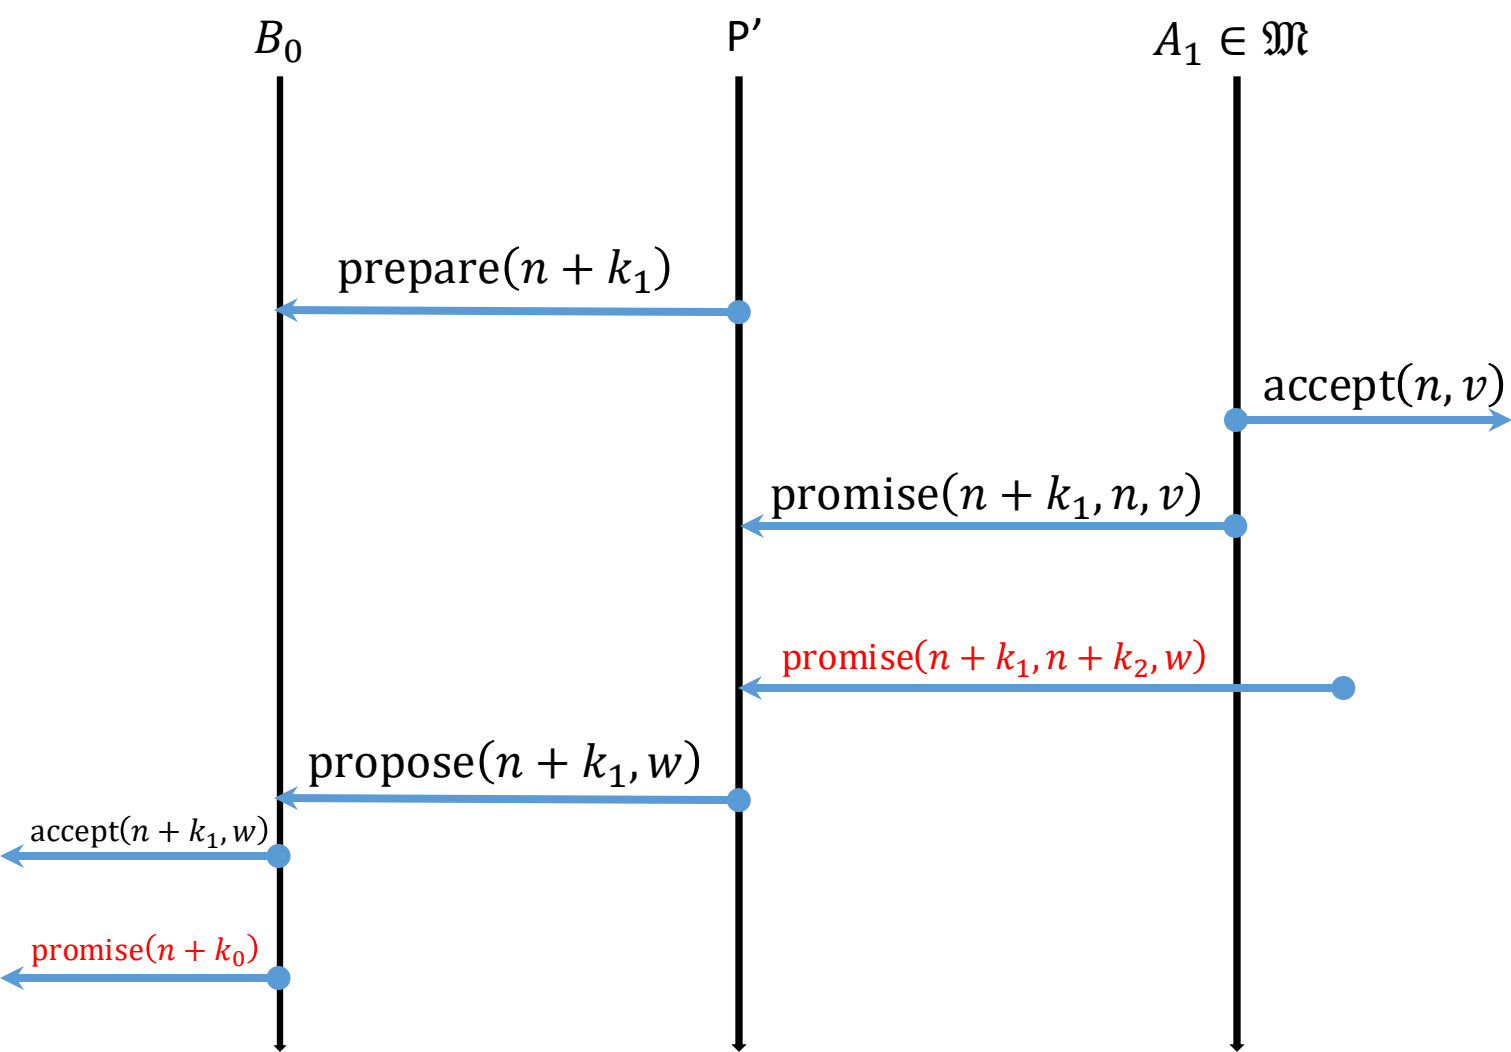 B₀ P’ A₁ ∈ 𝔐
prepare(n + k₁)
accept(n, v)
promise(n + k₁, n, v)
promise(n + k₁, n + k₂, w)
propose(n + k₁, w)
accept(n + k₁, w)
promise(n + k₀)